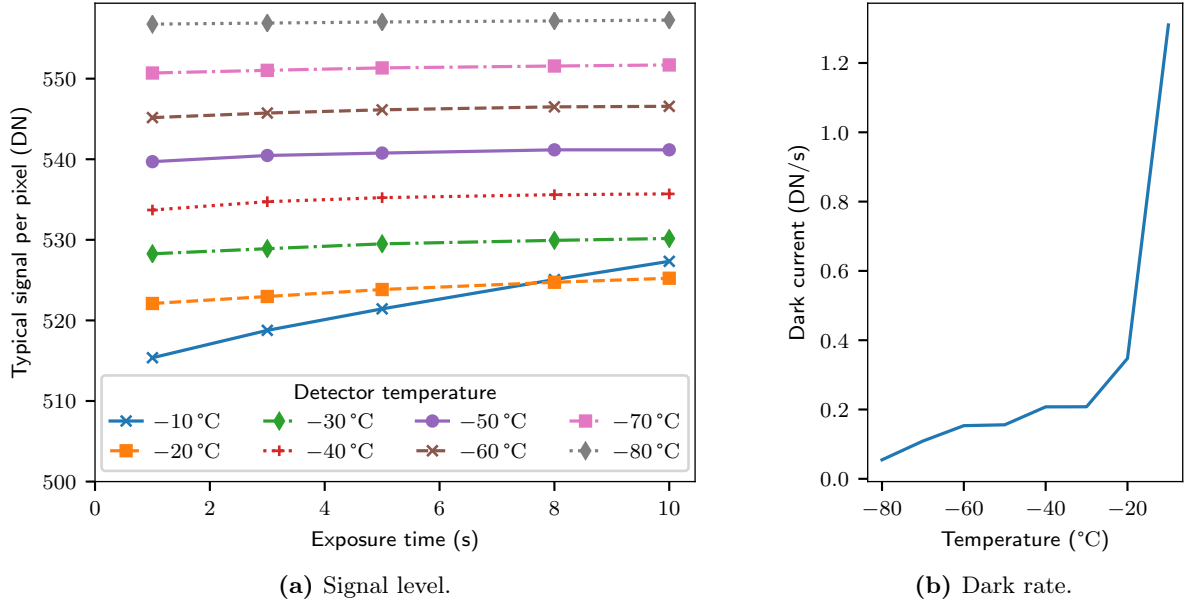 Typical signal per pixel (DN)
550
540
530
520
510
500
Detector temperature
−10 °C
−30 °C
−50 °C
−70 °C
−20 °C
−40 °C
−60 °C
−80 °C
0
2
4
6
8
10
Exposure time (s)
(a) Signal level.
Dark current (DN/s)
1.2
1.0
0.8
0.6
0.4
0.2
0.0
−80
−60
−40
−20
Temperature (°C)
(b) Dark rate.